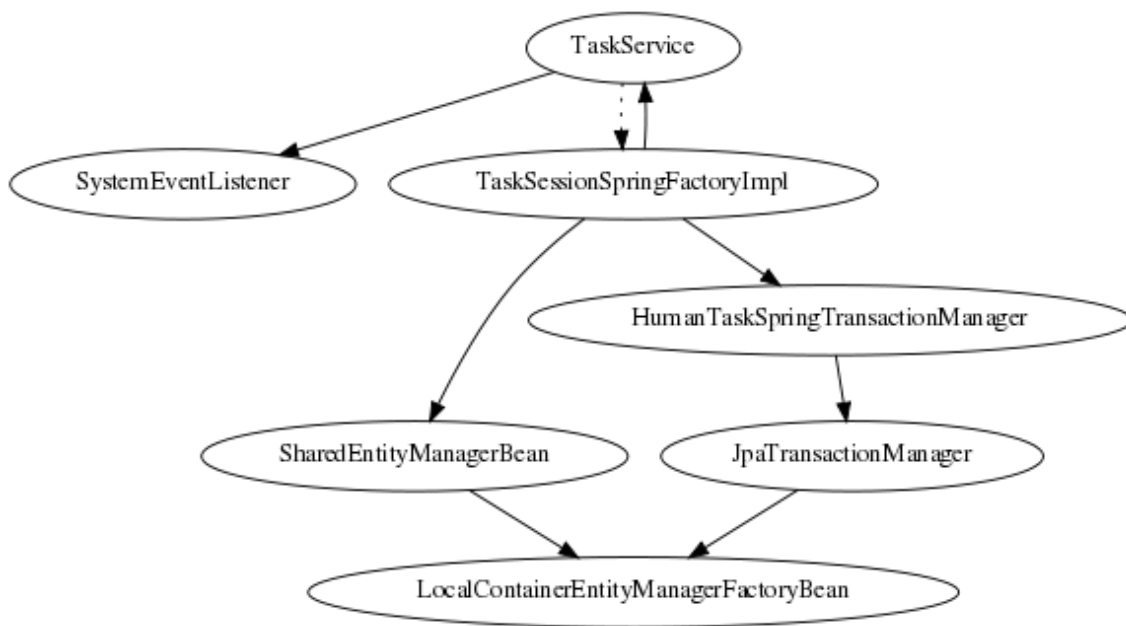 TaskService
SystemEventListener
TaskSessionSpringFactoryImpl
HumanTaskSpringTransactionManager
SharedEntityManagerBean
JpaTransactionManager
LocalContainerEntityManagerFactoryBean